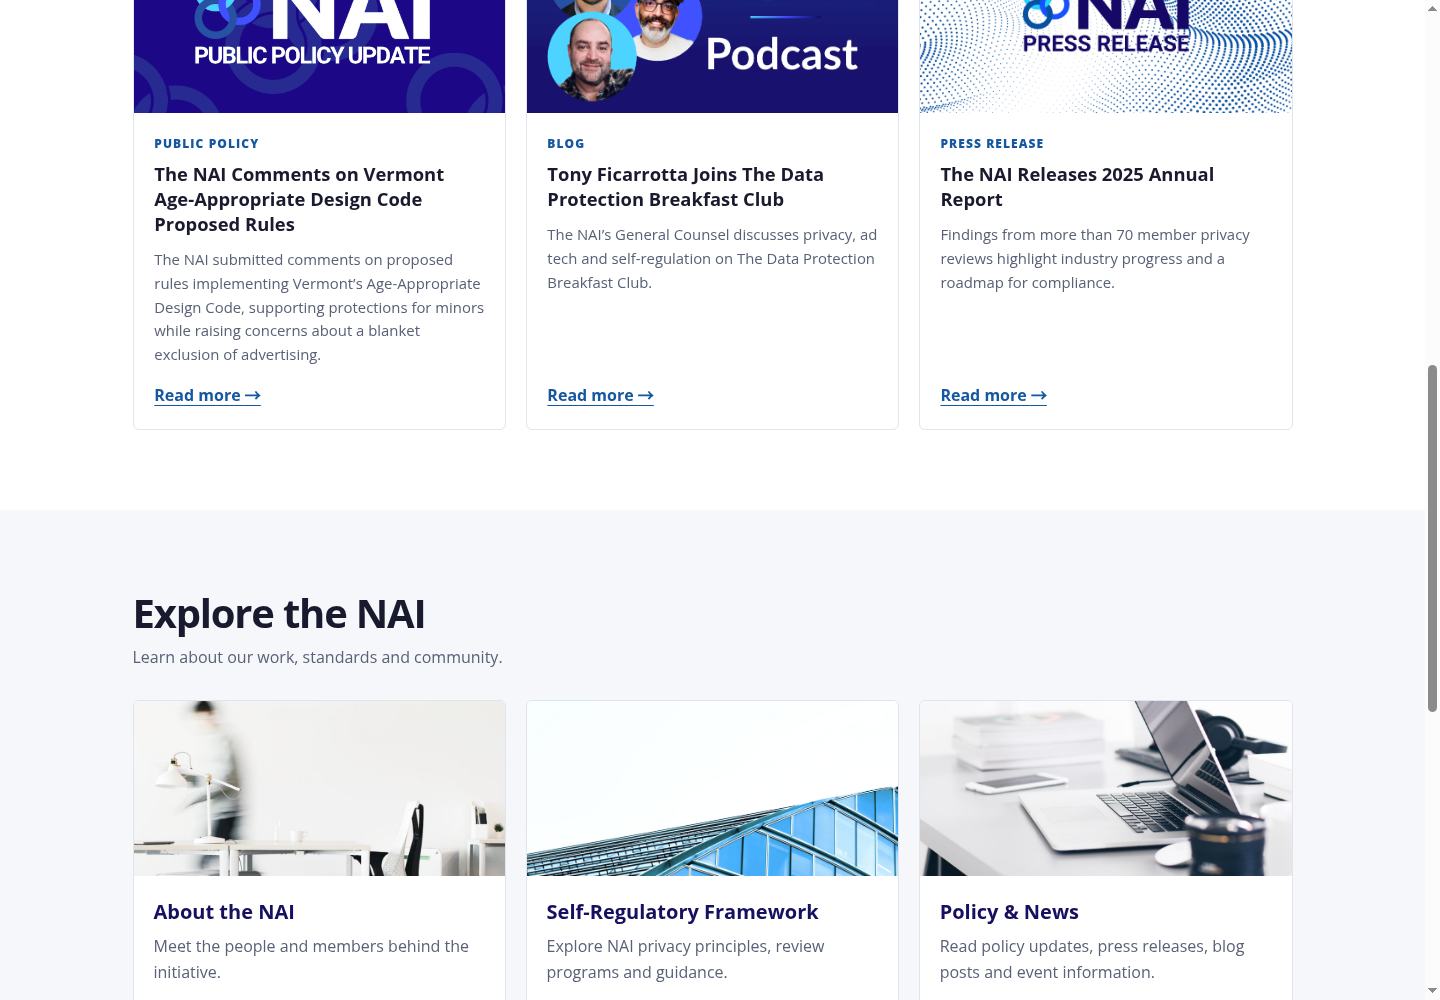 NAI
PUBLIC POLICY UPDATE
PUBLIC POLICY
The NAI Comments on Vermont
Age-Appropriate Design Code
Proposed Rules
The NAI submitted comments on proposed
rules implementing Vermont’s Age-Appropriate
Design Code, supporting protections for minors
while raising concerns about a blanket
exclusion of advertising.
Read more →
Podcast
BLOG
Tony Ficarrotta Joins The Data
Protection Breakfast Club
The NAI’s General Counsel discusses privacy, ad
tech and self-regulation on The Data Protection
Breakfast Club.
Read more →
NAI
PRESS RELEASE
PRESS RELEASE
The NAI Releases 2025 Annual
Report
Findings from more than 70 member privacy
reviews highlight industry progress and a
roadmap for compliance.
Read more →
Explore the NAI
Learn about our work, standards and community.
About the NAI
Meet the people and members behind the
initiative.
Self-Regulatory Framework
Explore NAI privacy principles, review
programs and guidance.
Policy & News
Read policy updates, press releases, blog
posts and event information.